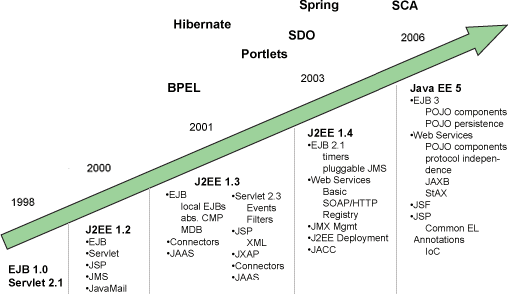 Spring
SCA
Hibernate
SDO
Portlets
2006
2003
BPEL
2001
2000
1998
EJB 1.0
Servlet 2.1
J2EE 1.2
•EJB
•Servlet
•JSP
•JMS
•JavaMail
J2EE 1.3
•EJB
local EJBs
abs. CMP
MDB
•Connectors
•JAAS
•Servlet 2.3
Events
Filters
•JSP
XML
•JXAP
•Connectors
•JAAS
J2EE 1.4
•EJB 2.1
timers
pluggable JMS
•Web Services
Basic
SOAP/HTTP
Registry
•JMX Mgmt
•J2EE Deployment
•JACC
Java EE 5
•EJB 3
POJO components
POJO persistence
•Web Services
POJO components
protocol indepen-
dence
JAXB
StAX
•JSF
•JSP
Common EL
Annotations
IoC